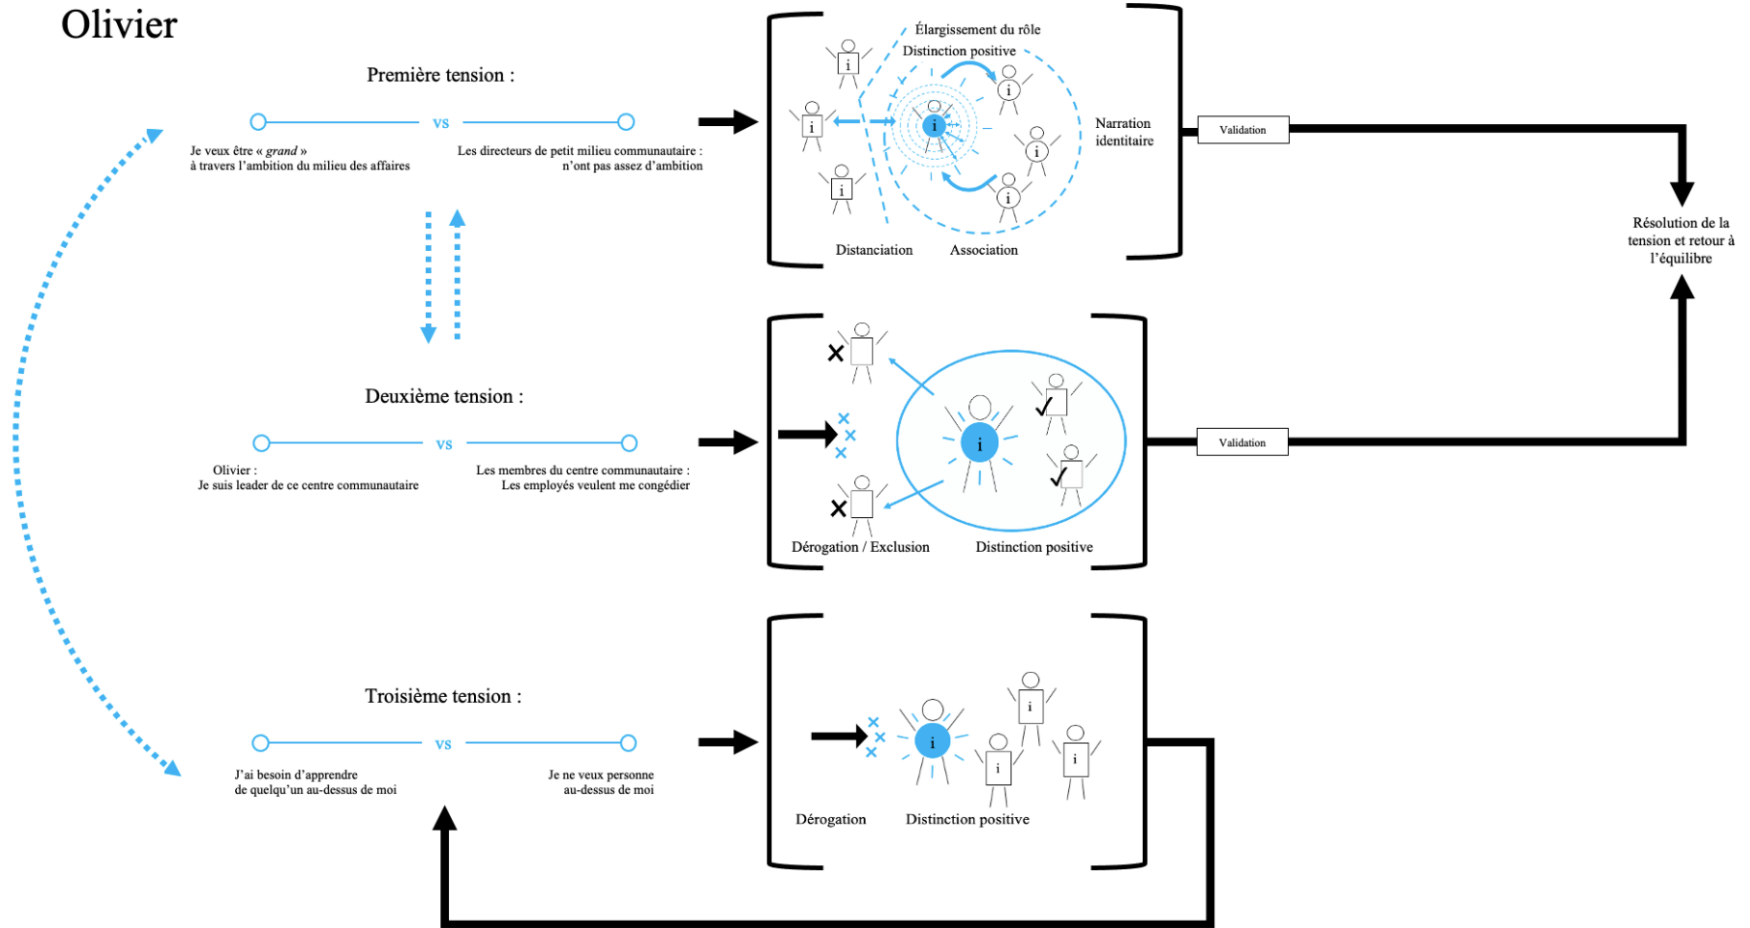 Olivier
Première tension :
vs
Je veux être « grand »
à travers l'ambition du milieu des affaires
Les directeurs de petit milieu communautaire :
n'ont pas assez d'ambition
Élargissement du rôle
Distinction positive
i
i
i
i
i
i
i
Distanciation
Association
Narration
identitaire
Validation
Résolution de la
tension et retour à
l'équilibre
Deuxième tension :
vs
Olivier :
Je suis leader de ce centre communautaire
Les membres du centre communautaire :
Les employés veulent me congédier
i
Dérogation / Exclusion
Distinction positive
Validation
Troisième tension :
vs
J'ai besoin d'apprendre
de quelqu'un au-dessus de moi
Je ne veux personne
au-dessus de moi
i
i
i
i
Dérogation
Distinction positive